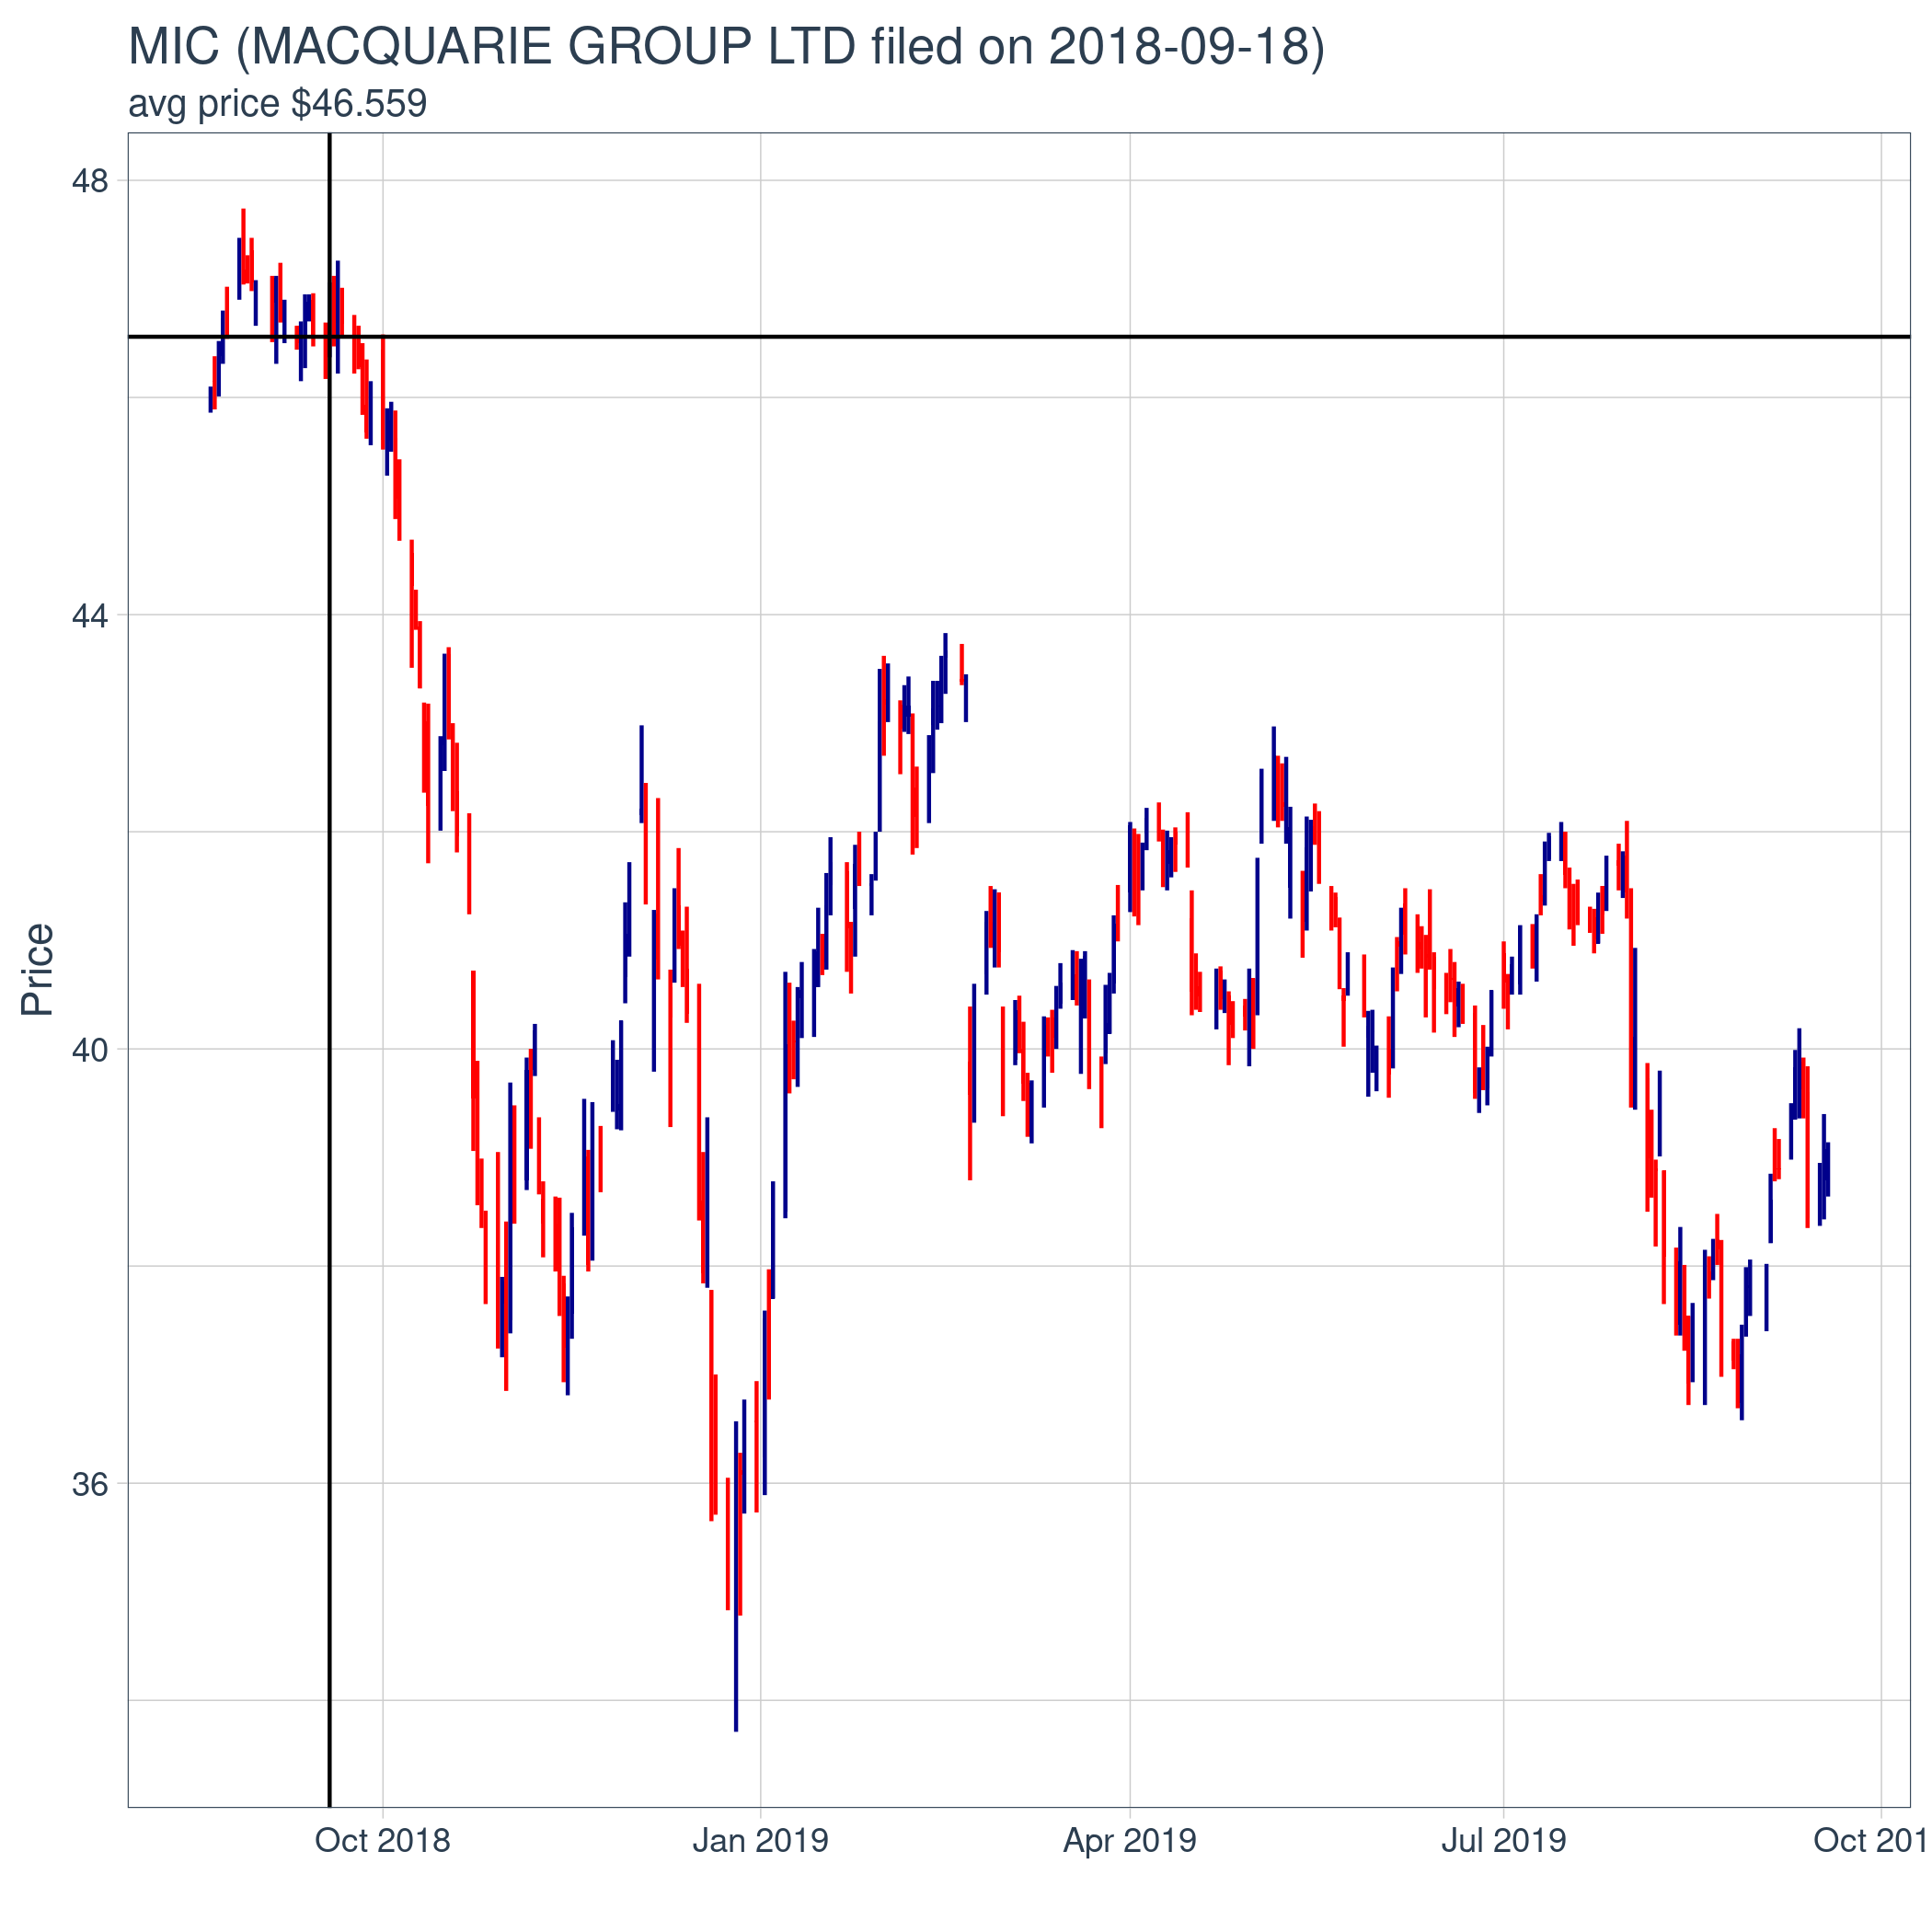 MIC (MACQUARIE GROUP LTD filed on 2018-09-18)
avg price $46.559
48
44
40
36
Price
Oct 2018
Jan 2019
Apr 2019
Jul 2019
Oct 201